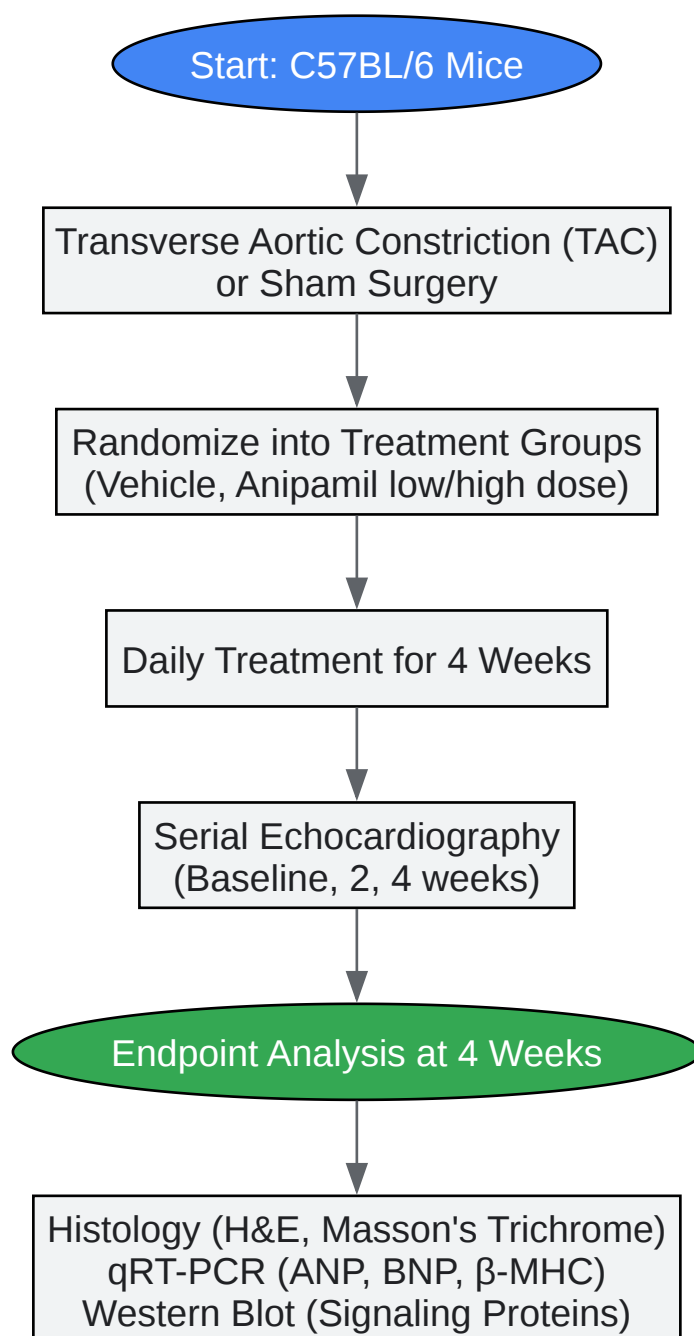 Start: C57BL/6 Mice
Transverse Aortic Constriction (TAC)
or Sham Surgery
Randomize into Treatment Groups
(Vehicle, Anipamil low/high dose)
Daily Treatment for 4 Weeks
Serial Echocardiography
(Baseline, 2, 4 weeks)
Endpoint Analysis at 4 Weeks
Histology (H&E, Masson's Trichrome)
qRT-PCR (ANP, BNP, β-MHC)
Western Blot (Signaling Proteins)